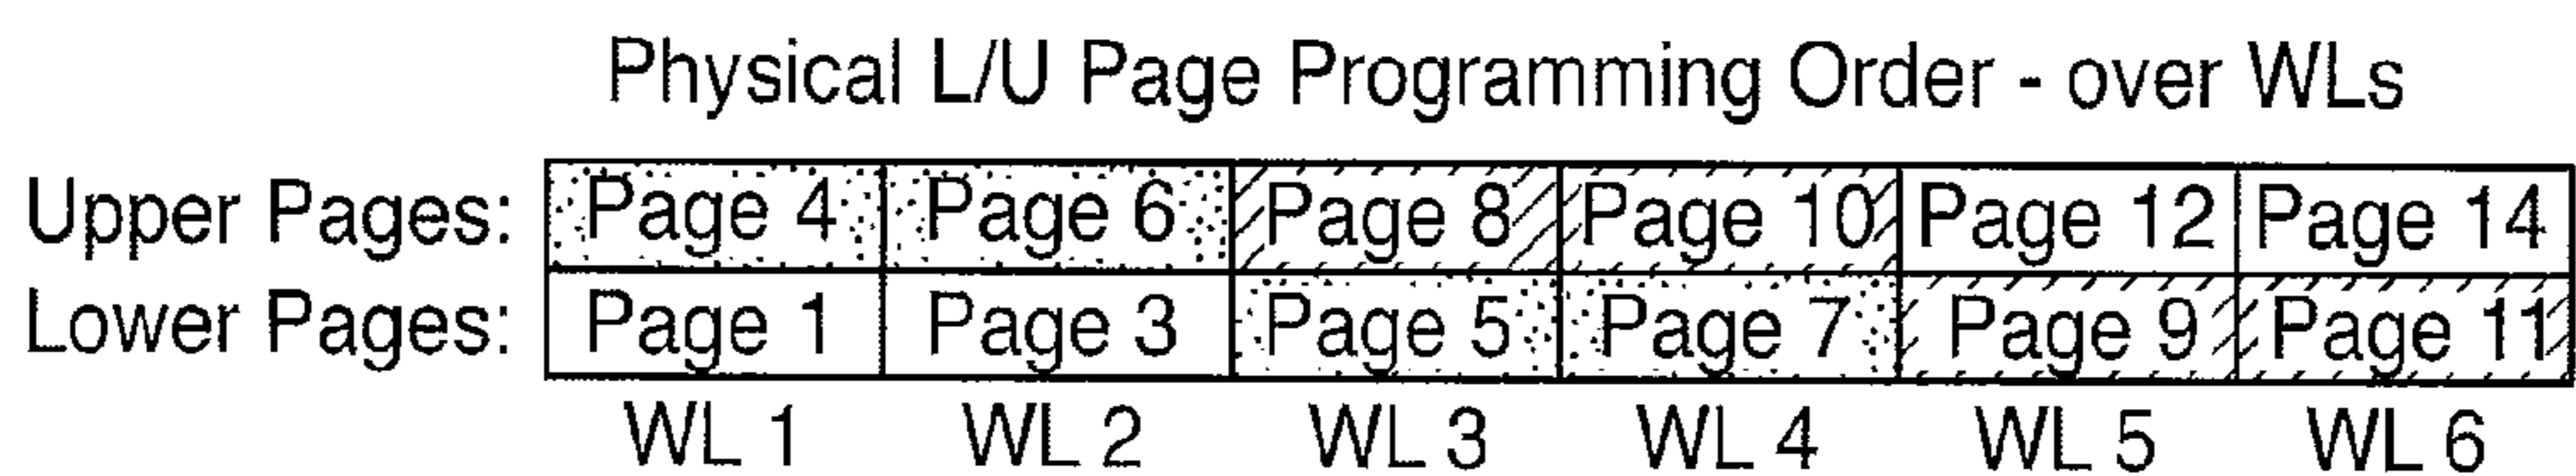 Physical L/U Page Programming Order - over WLs
Upper Pages: Page 4 Page 6 Page 8 Page 10 Page 12 Page 14
Lower Pages: Page 1 Page 3 Page 5 Page 7 Page 9 Page 11
WL 1 WL 2 WL 3 WL 4 WL 5 WL 6